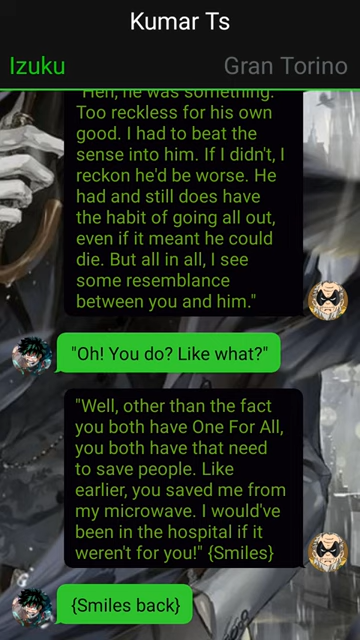 Kumar Ts
Izuku Gran Torino
"Heh, he was something.
Too reckless for his own
good. I had to beat the
sense into him. If I didn't, I
reckon he'd be worse. He
had and still does have
the habit of going all out,
even if it meant he could
die. But all in all, I see
some resemblance
between you and him."
"Oh! You do? Like what?"
"Well, other than the fact
you both have One For All,
you both have that need
to save people. Like
earlier, you saved me from
my microwave. I would've
been in the hospital if it
weren't for you!" {Smiles}
{Smiles back}